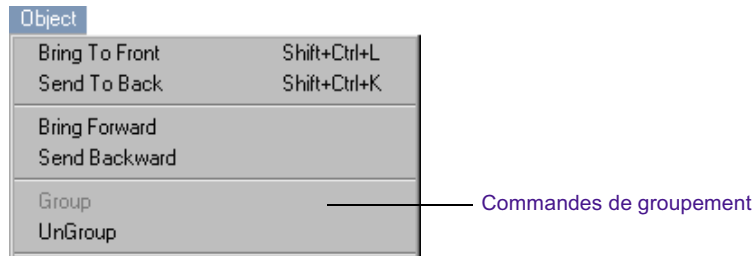 Object
Bring To Front Shift+Ctrl+L
Send To Back Shift+Ctrl+K
Bring Forward
Send Backward
Group
Commandes de groupement
UnGroup